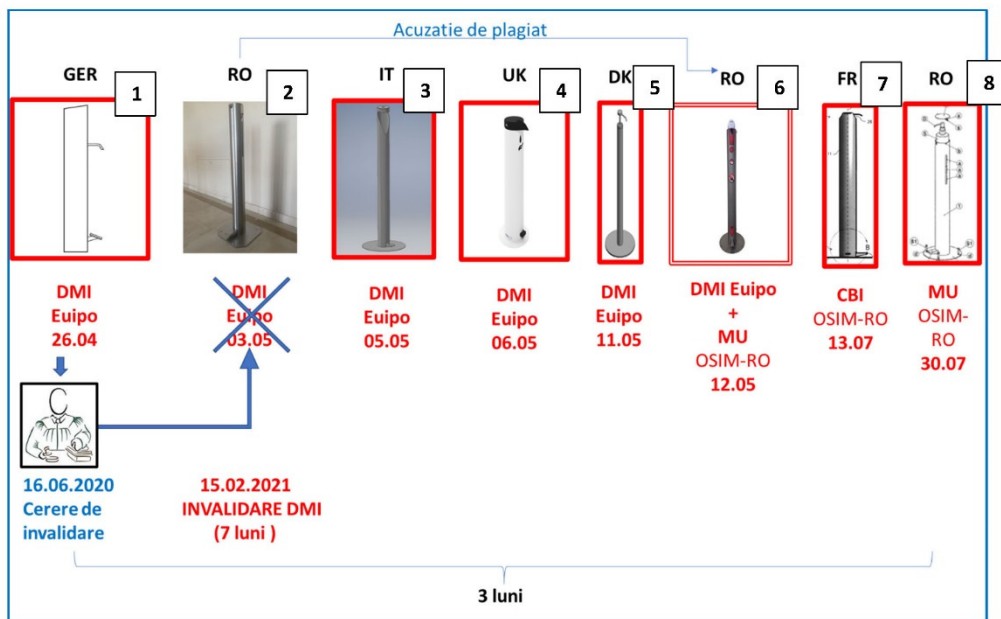 Acuzatie de plagiat
GER
1
RO
2
IT
3
UK
4
DK
5
RO
6
FR
7
RO
8
DMI
Euipo
26.04
DMI
Euipo
03.05
DMI
Euipo
05.05
DMI
Euipo
06.05
DMI
Euipo
11.05
DMI Euipo
+
MU
OSIM-RO
12.05
CBI
OSIM-RO
13.07
MU
OSIM-
RO
30.07
16.06.2020
Cerere de
invalidare
15.02.2021
INVALIDARE DMI
(7 luni )
3 luni